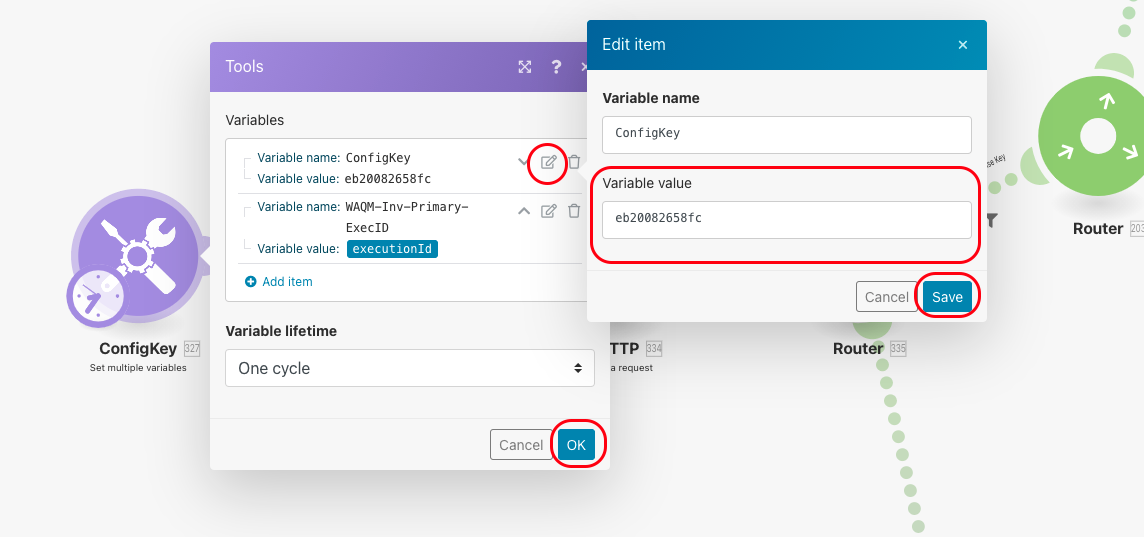 Tools
?
Variables
Variable name: ConfigKey
Variable value: eb20082658fc
Variable name: WAQM-Inv-Primary-
ExecID
Variable value: executionId
Add item
Variable lifetime
One cycle
Cancel
OK
Edit item
Variable name
ConfigKey
Variable value
eb20082658fc
Cancel
Save
ConfigKey 327
Set multiple variables
TTP 334
a request
Router 335
Key
Router 203